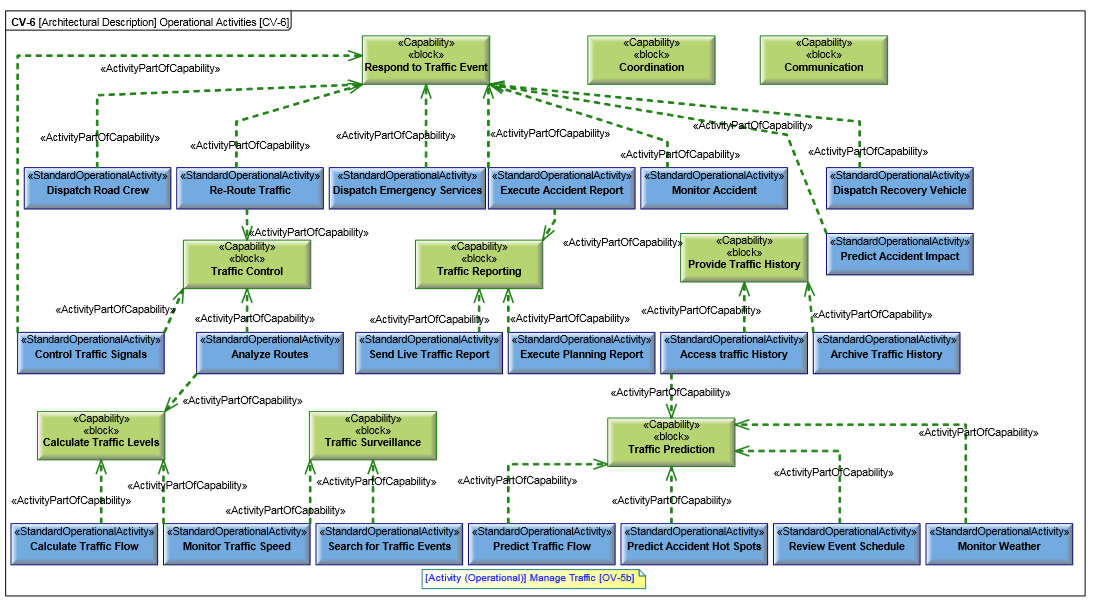 CV-6 [Architectural Description] Operational Activities [CV-6]
«Capability»
«block»
Respond to Traffic Event
«Capability»
«block»
Coordination
«Capability»
«block»
Communication
«ActivityPartOfCapability»
«ActivityPartOfCapability»
«ActivityPartOfCapability»
«ActivityPartOfCapability»
«ActivityPartOfCapability»
«ActivityPartOfCapability»
«ActivityPartOfCapability»
«ActivityPartOfCapability»
«StandardOperationalActivity»
Dispatch Road Crew
«StandardOperationalActivity»
Re-Route Traffic
«StandardOperationalActivity»
Dispatch Emergency Services
«StandardOperationalActivity»
Execute Accident Report
«StandardOperationalActivity»
Monitor Accident
«StandardOperationalActivity»
Dispatch Recovery Vehicle
«ActivityPartOfCapability»
«ActivityPartOfCapability»
«Capability»
«block»
Traffic Control
«Capability»
«block»
Traffic Reporting
«Capability»
«block»
Provide Traffic History
«StandardOperationalActivity»
Predict Accident Impact
«ActivityPartOfCapability»
«ActivityPartOfCapability»
«ActivityPartOfCapability»
«ActivityPartOfCapability»
«ActivityPartOfCapability»
«ActivityPartOfCapability»
«StandardOperationalActivity»
Control Traffic Signals
«StandardOperationalActivity»
Analyze Routes
«StandardOperationalActivity»
Send Live Traffic Report
«StandardOperationalActivity»
Execute Planning Report
«StandardOperationalActivity»
Access traffic History
«StandardOperationalActivity»
Archive Traffic History
«ActivityPartOfCapability»
«ActivityPartOfCapability»
«Capability»
«block»
Calculate Traffic Levels
«Capability»
«block»
Traffic Surveillance
«Capability»
«block»
Traffic Prediction
«ActivityPartOfCapability»
«ActivityPartOfCapability»
«ActivityPartOfCapability»
«ActivityPartOfCapability»
«ActivityPartOfCapability»
«ActivityPartOfCapability»
«ActivityPartOfCapability»
«ActivityPartOfCapability»
«StandardOperationalActivity»
Calculate Traffic Flow
«StandardOperationalActivity»
Monitor Traffic Speed
«StandardOperationalActivity»
Search for Traffic Events
«StandardOperationalActivity»
Predict Traffic Flow
«StandardOperationalActivity»
Predict Accident Hot Spots
«StandardOperationalActivity»
Review Event Schedule
«StandardOperationalActivity»
Monitor Weather
[Activity (Operational)] Manage Traffic [OV-5b]